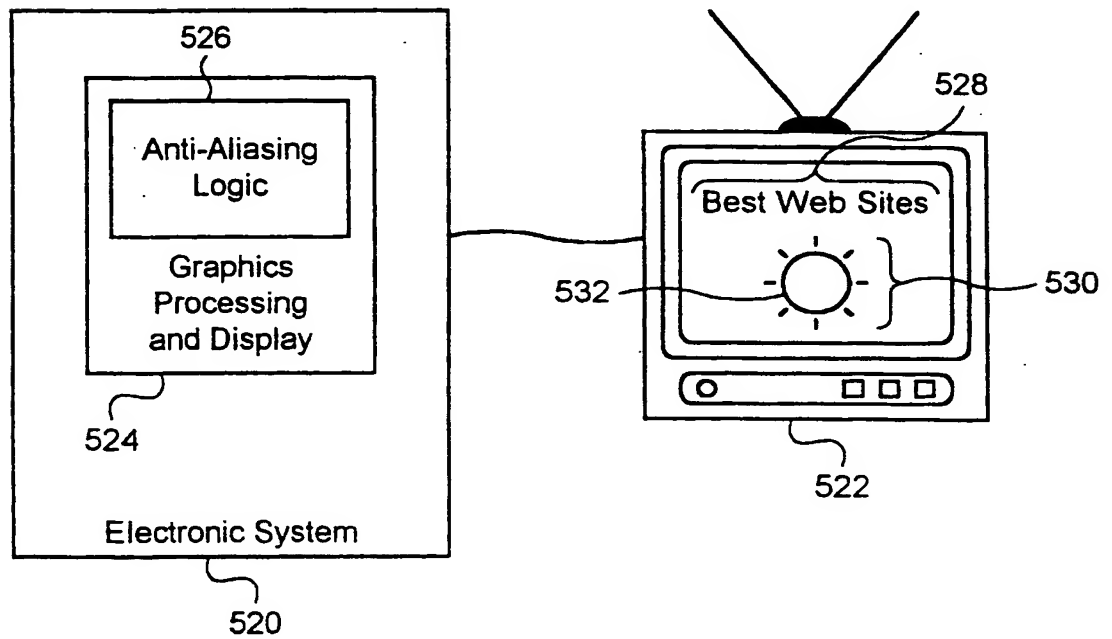 526
Anti-Aliasing
Logic
Graphics
Processing
and Display
524
Electronic System
520
528
Best Web Sites
532
530
522